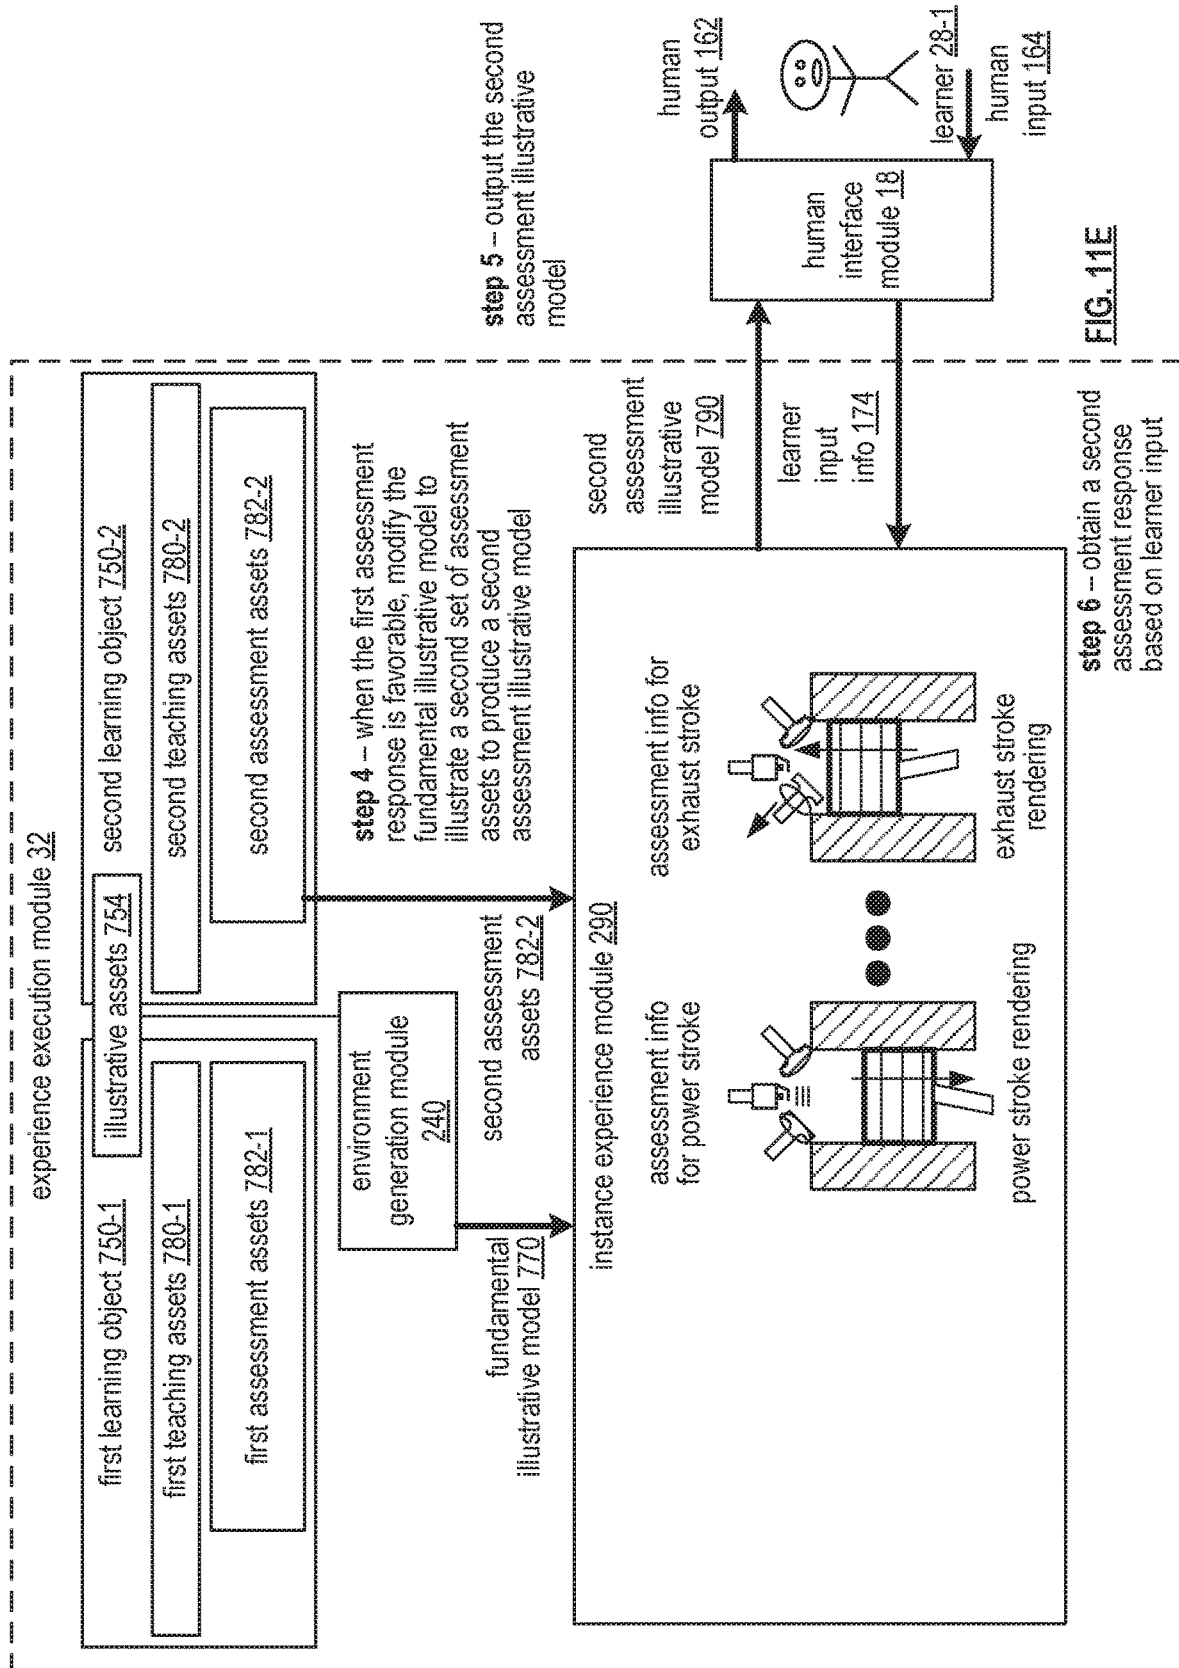 experience execution module 32
first learning object 750-1
illustrative assets 754
second learning object 750-2
first teaching assets 780-1
second teaching assets 780-2
first assessment assets 782-1
second assessment assets 782-2
environment
generation module
240
step 4 – when the first assessment
response is favorable, modify the
fundamental illustrative model to
illustrate a second set of assessment
assets to produce a second
assessment illustrative model
fundamental
illustrative model 770
second assessment
assets 782-2
instance experience module 290
assessment info
for power stroke
assessment info for
exhaust stroke
power stroke rendering
exhaust stroke
rendering
step 5 – output the second
assessment illustrative
model
second
assessment
illustrative
model 790
learner
input
info 174
human
interface
module 18
human
output 162
learner 28-1
human
input 164
step 6 – obtain a second
assessment response
based on learner input
FIG. 11E